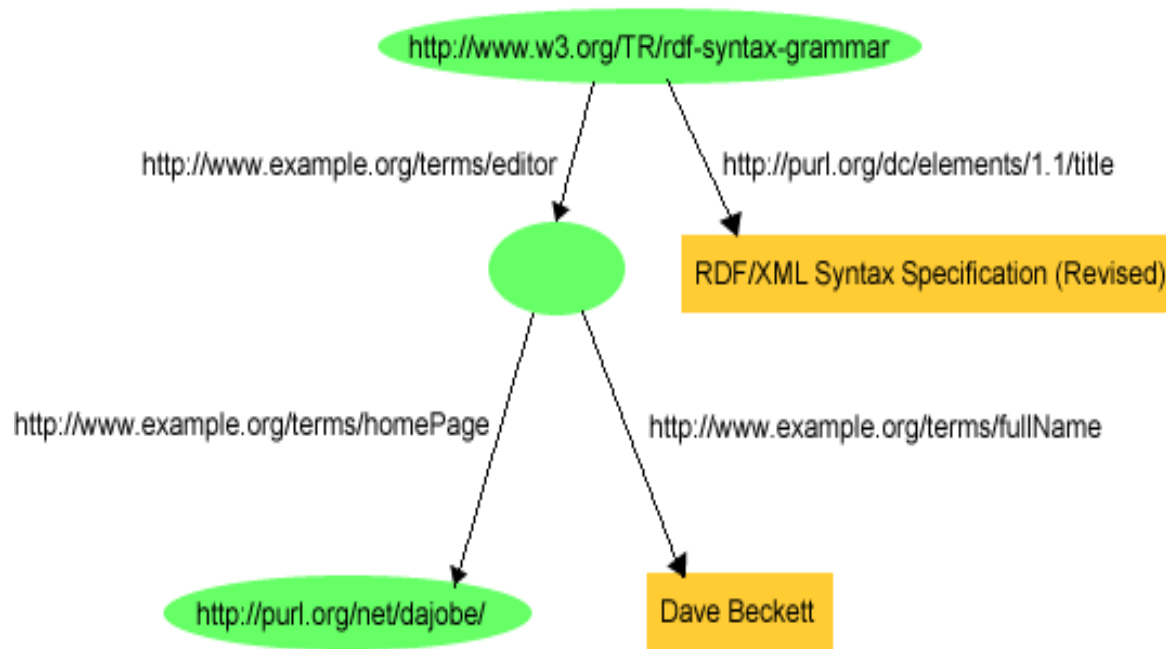 http://www.w3.org/TR/rdf-syntax-grammar
http://www.example.org/terms/editor
http://purl.org/dc/elements/1.1/title
RDF/XML Syntax Specification (Revised)
http://www.example.org/terms/homePage
http://www.example.org/terms/fullName
http://purl.org/net/dajobe/
Dave Beckett